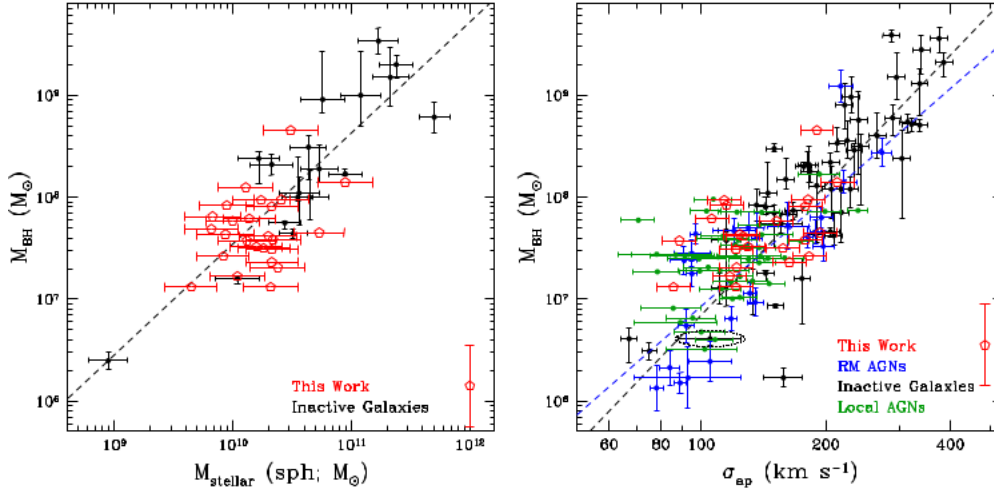 10⁹
10⁸
10⁷
10⁶
M_BH (M_⊙)
10⁹
10¹⁰
10¹¹
10¹²
M_stellar (sph; M_⊙)
This Work
Inactive Galaxies
10⁹
10⁸
10⁷
10⁶
M_BH (M_⊙)
60
80
100
200
400
σ_ap (km s⁻¹)
This Work
RM AGNs
Inactive Galaxies
Local AGNs